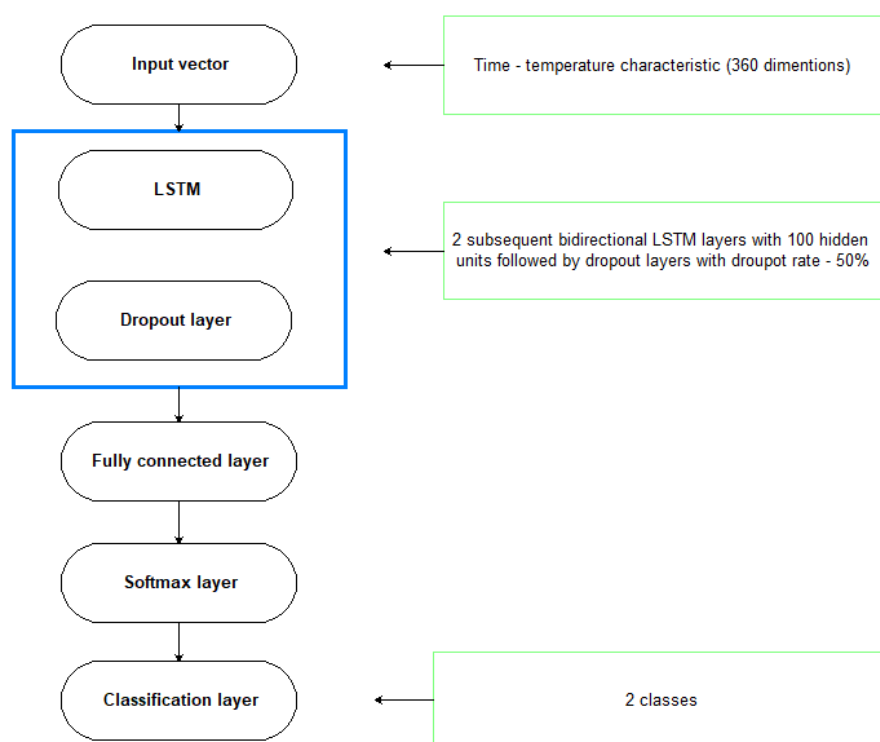 Input vector
Time - temperature characteristic (360 dimentions)
LSTM
2 subsequent bidirectional LSTM layers with 100 hidden
units followed by dropout layers with droupot rate - 50%
Dropout layer
Fully connected layer
Softmax layer
Classification layer
2 classes